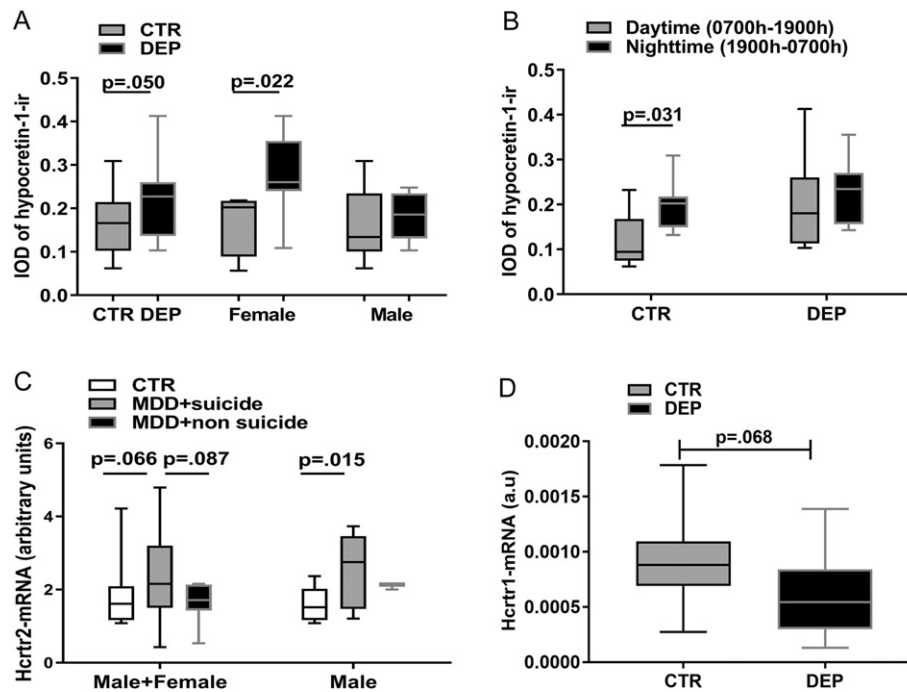 A
CTR
DEP
IOD of hypocretin-1-ir
0.5
0.4
0.3
0.2
0.1
0.0
p=.050
p=.022
CTR DEP
Female
Male
B
Daytime (0700h-1900h)
Nighttime (1900h-0700h)
IOD of hypocretin-1-ir
0.5
0.4
0.3
0.2
0.1
0.0
p=.031
CTR
DEP
C
CTR
MDD+suicide
MDD+non suicide
Hcrtr2-mRNA (arbitrary units)
6
4
2
0
p=.066
p=.087
p=.015
Male+Female
Male
D
CTR
DEP
Hcrtr1-mRNA (a.u)
0.0020
0.0015
0.0010
0.0005
0.0000
p=.068
CTR
DEP